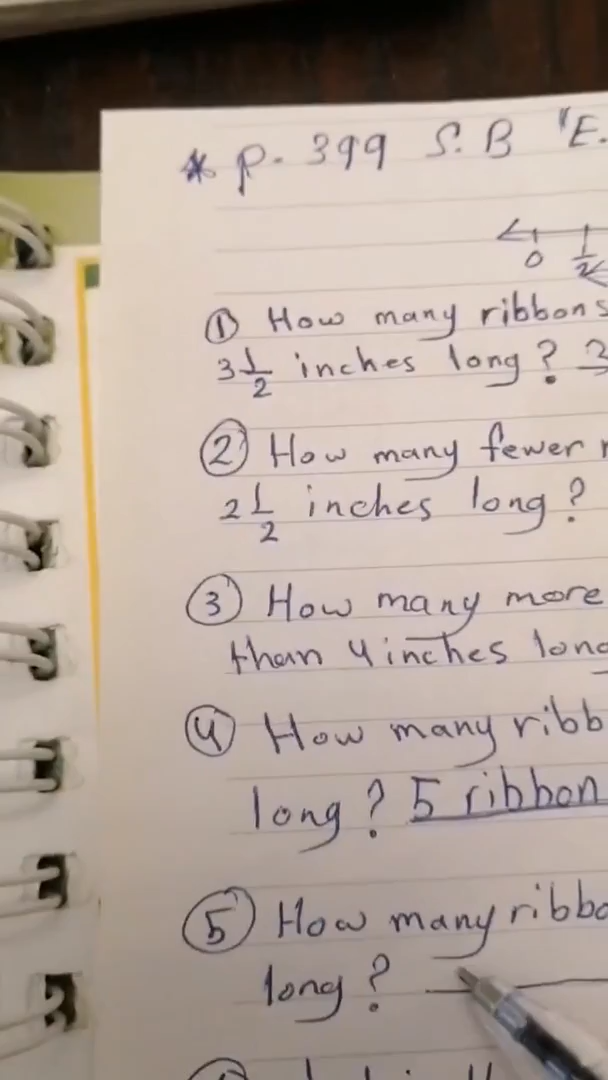 * p. 399 S. B "E.
0 1/2
① How many ribbons
3 1/2 inches long? 3
② How many fewer
2 1/2 inches long?
③ How many more
than 4 inches long
④ How many ribb
long? 5 ribbon
⑤ How many ribbo
long?